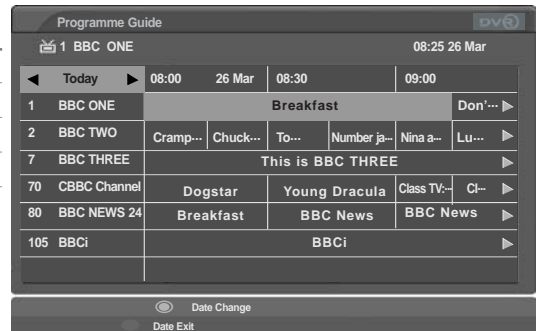 Programme Guide
DVR
1 BBC ONE 08:25 26 Mar
◀ Today ▶ 08:00 26 Mar 08:30 09:00
1 BBC ONE Breakfast Don'··· ▶
2 BBC TWO Cramp··· Chuck··· To··· Number ja··· Nina a··· Lu··· ▶
7 BBC THREE This is BBC THREE ▶
70 CBBC Channel Dogstar Young Dracula Class TV:··· Cl··· ▶
80 BBC NEWS 24 Breakfast BBC News BBC News ▶
105 BBCi BBCi ▶
Date Change
Date Exit